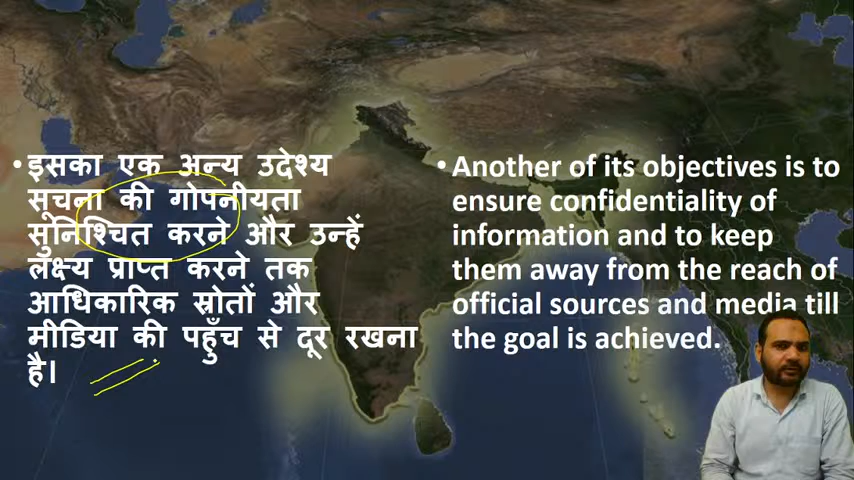 • इसका एक अन्य उदेश्य
सूचना की गोपनीयता
सुनिश्चित करने और उन्हें
लक्ष्य प्राप्त करने तक
आधिकारिक स्रोतों और
मीडिया की पहुँच से दूर रखना
है।
• Another of its objectives is to
ensure confidentiality of
information and to keep
them away from the reach of
official sources and media till
the goal is achieved.